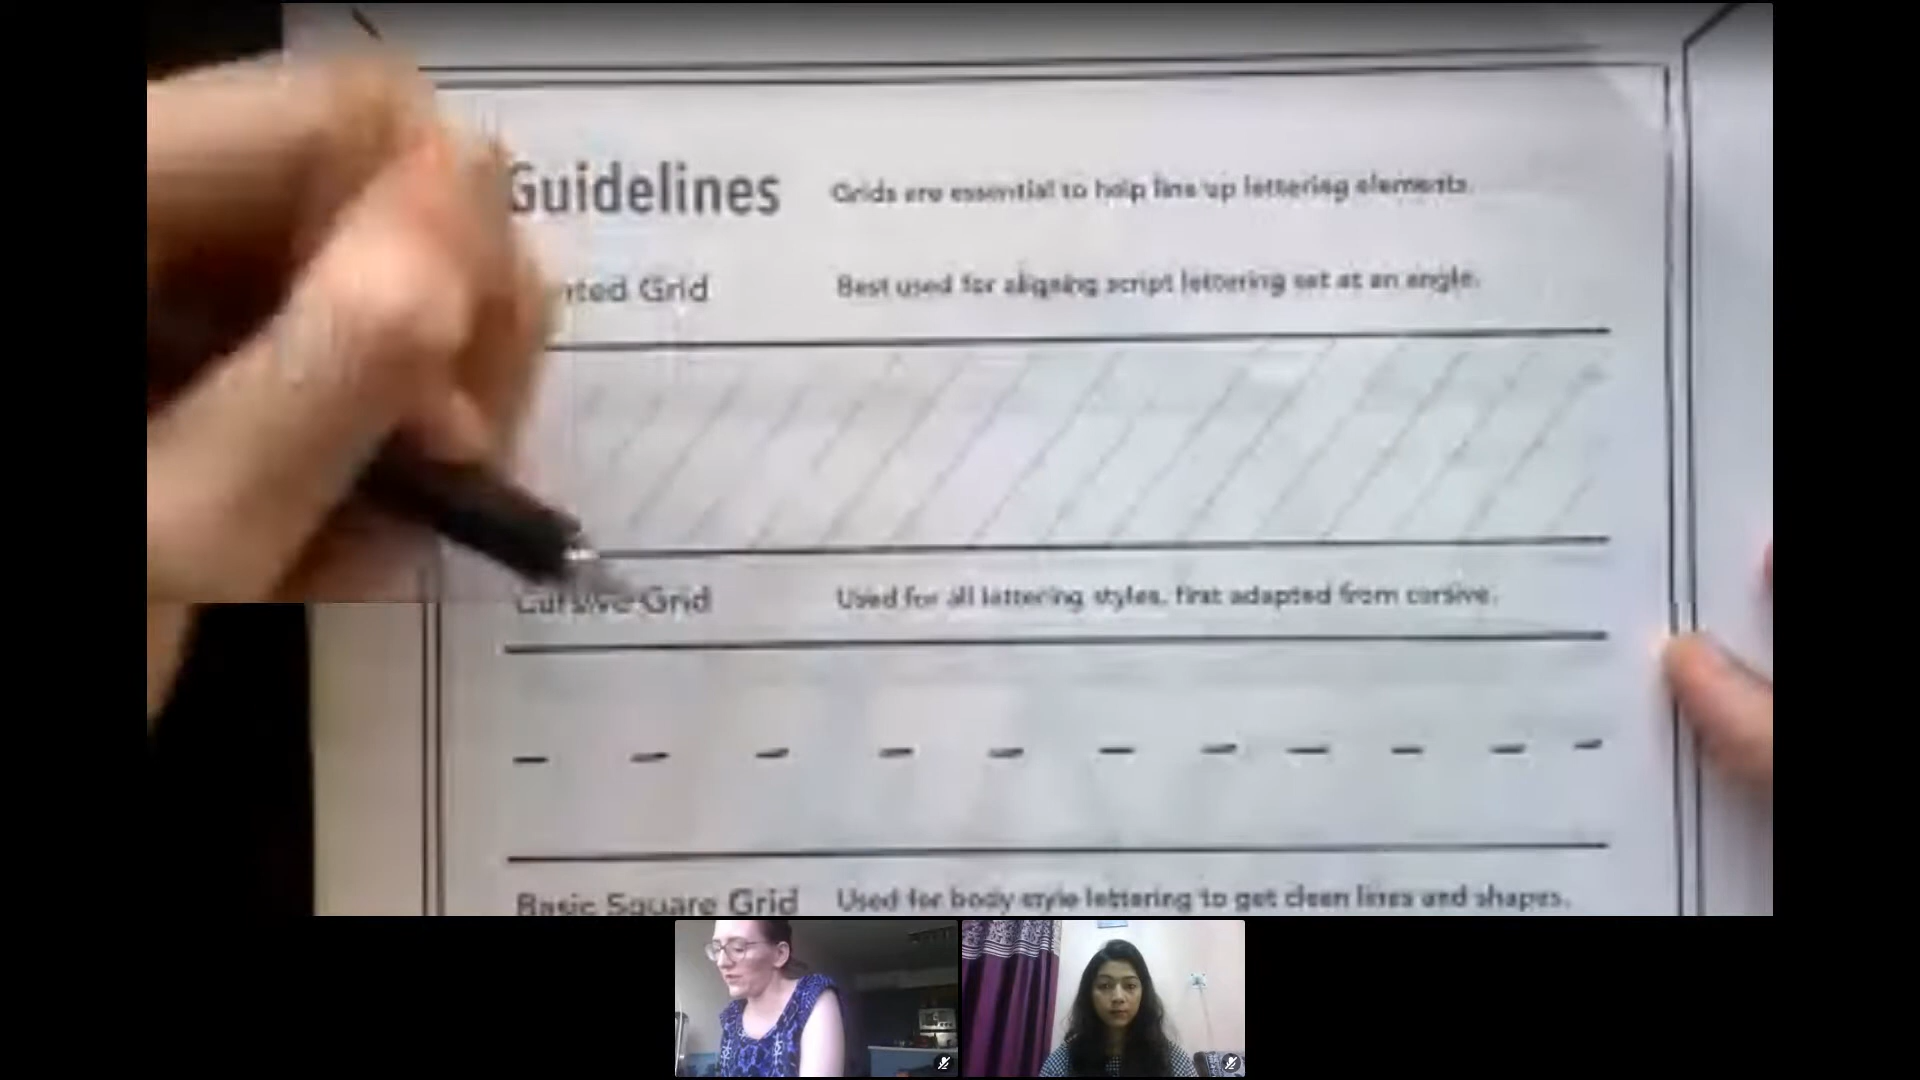 Guidelines
Grids are essential to help line up lettering elements.
Grid
Best used for aligning script lettering set at an angle.
Cursive Grid
Used for all lettering styles, first adapted from cursive.
Basic Square Grid
Used for body style lettering to get clean lines and shapes.